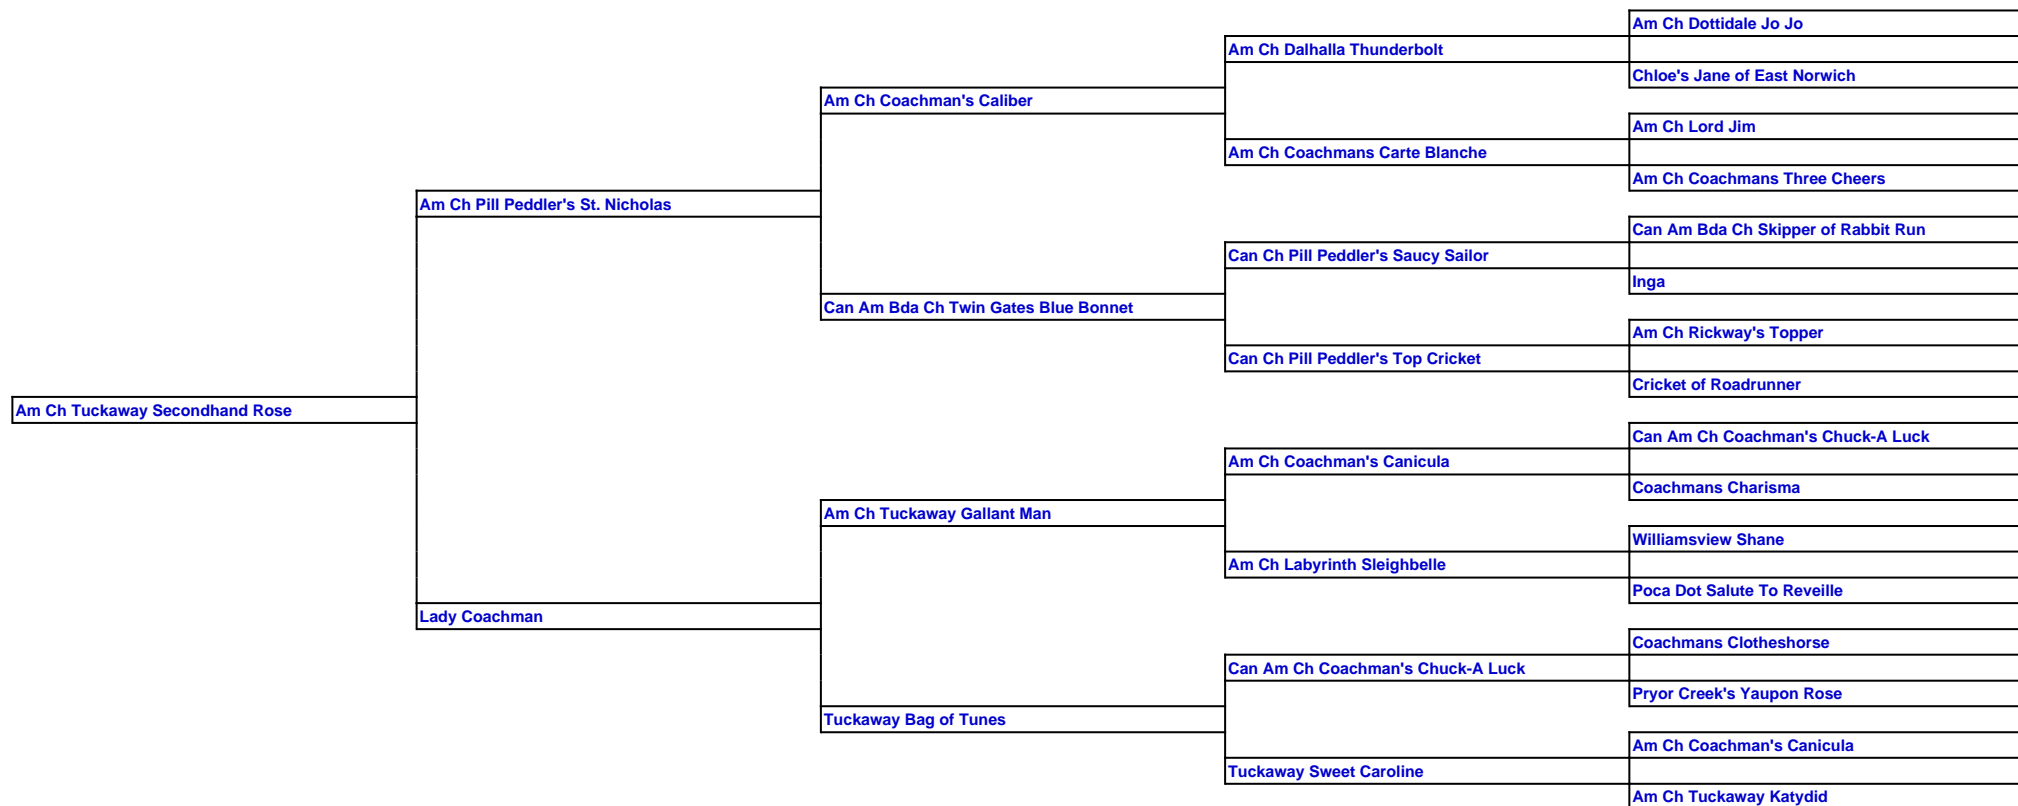 Am Ch Dottidale Jo Jo
Am Ch Dalhalla Thunderbolt
Chloe's Jane of East Norwich
Am Ch Coachman's Caliber
Am Ch Lord Jim
Am Ch Coachmans Carte Blanche
Am Ch Coachmans Three Cheers
Am Ch Pill Peddler's St. Nicholas
Can Am Bda Ch Skipper of Rabbit Run
Can Ch Pill Peddler's Saucy Sailor
Inga
Can Am Bda Ch Twin Gates Blue Bonnet
Am Ch Rickway's Topper
Can Ch Pill Peddler's Top Cricket
Cricket of Roadrunner
Am Ch Tuckaway Secondhand Rose
Can Am Ch Coachman's Chuck-A Luck
Am Ch Coachman's Canicula
Coachmans Charisma
Am Ch Tuckaway Gallant Man
Williamsview Shane
Am Ch Labyrinth Sleighbelle
Poca Dot Salute To Reveille
Lady Coachman
Coachmans Clotheshorse
Can Am Ch Coachman's Chuck-A Luck
Pryor Creek's Yaupon Rose
Tuckaway Bag of Tunes
Am Ch Coachman's Canicula
Tuckaway Sweet Caroline
Am Ch Tuckaway Katydid